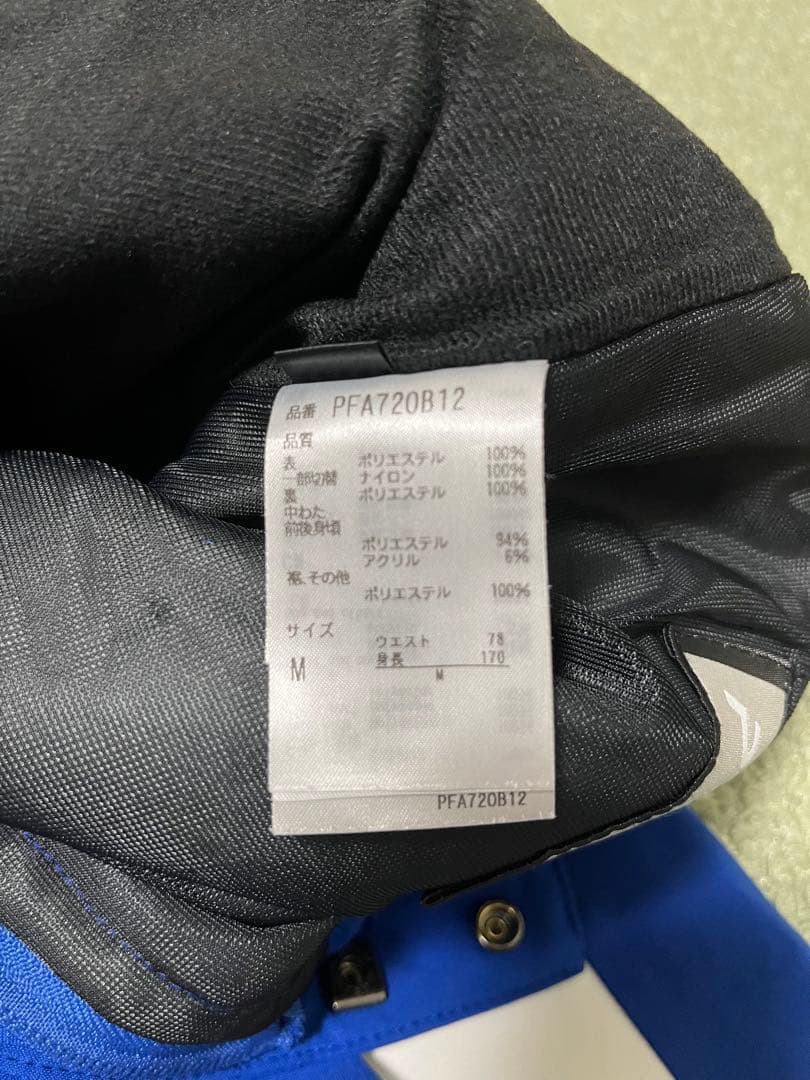 品番 PFA720B12
品質
表 ポリエステル 100%
一部切替 ナイロン 100%
裏 ポリエステル 100%
中わた
前後身頃
ポリエステル 94%
アクリル 6%
裾、その他
ポリエステル 100%
サイズ
ウエスト 78
M 身長 170
M
PFA720B12